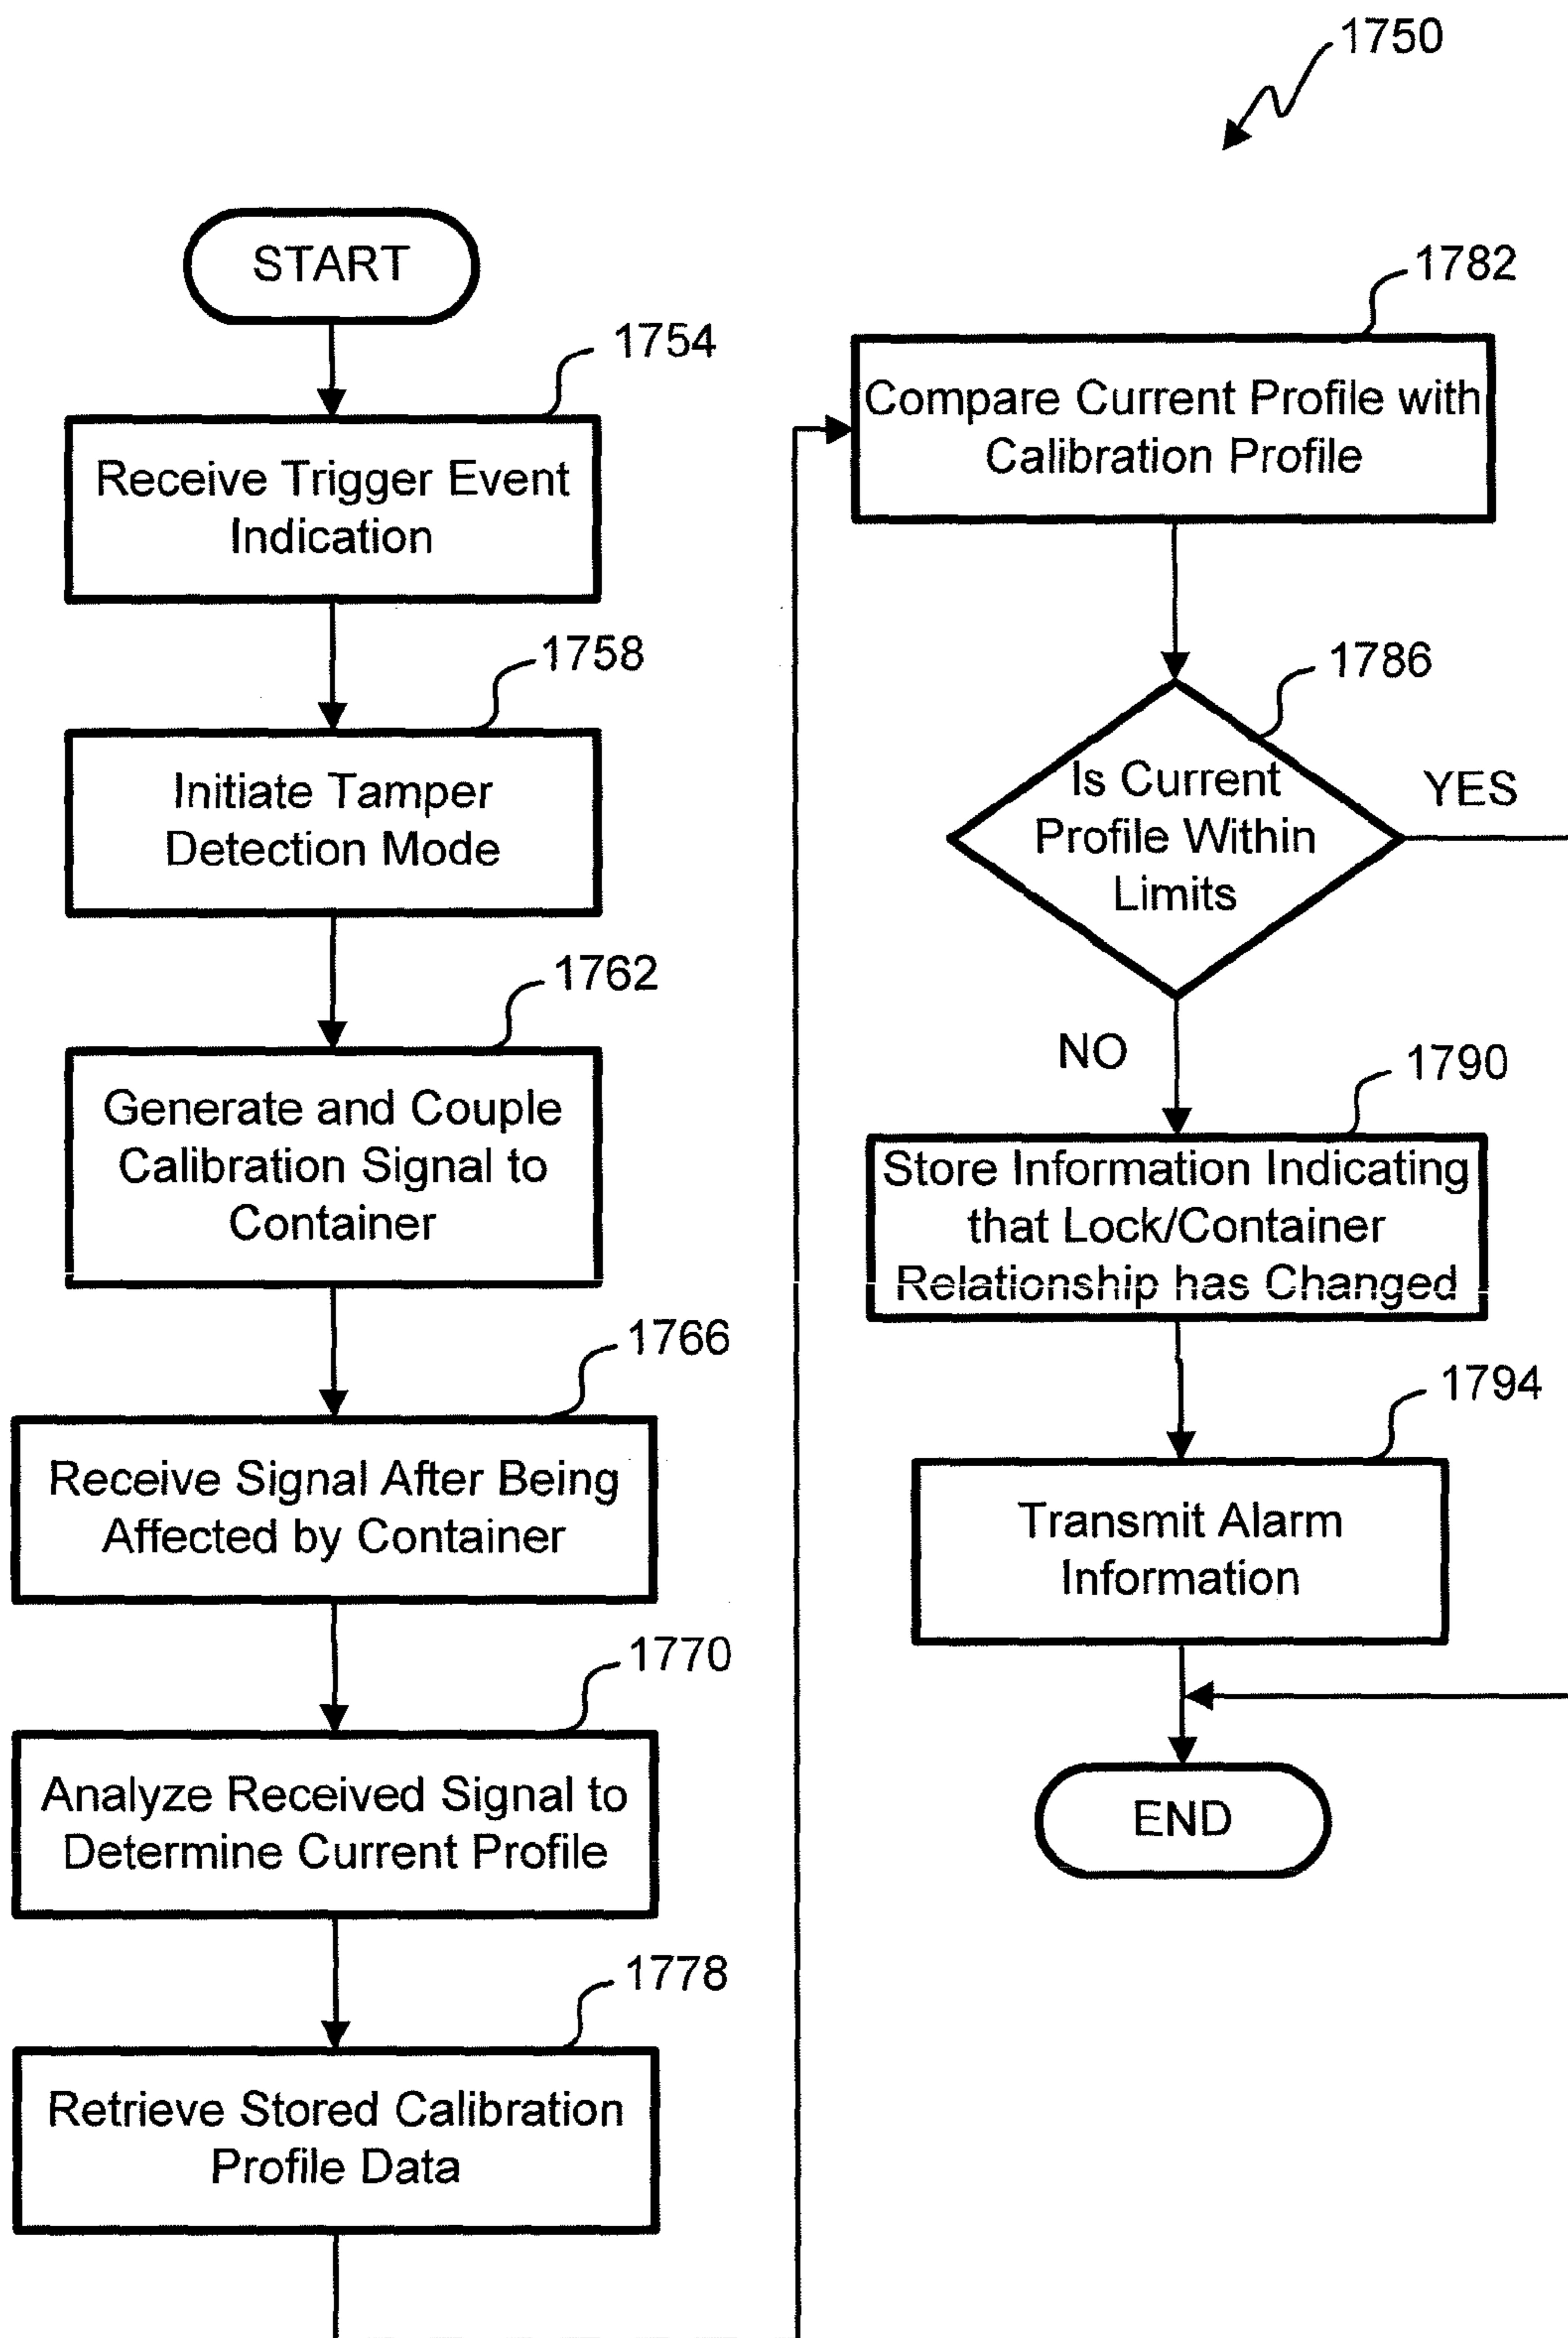 1750
START
1754
Receive Trigger Event
Indication
1758
Initiate Tamper
Detection Mode
1762
Generate and Couple
Calibration Signal to
Container
1766
Receive Signal After Being
Affected by Container
1770
Analyze Received Signal to
Determine Current Profile
1778
Retrieve Stored Calibration
Profile Data
1782
Compare Current Profile with
Calibration Profile
1786
Is Current
Profile Within
Limits
YES
NO
1790
Store Information Indicating
that Lock/Container
Relationship has Changed
1794
Transmit Alarm
Information
END